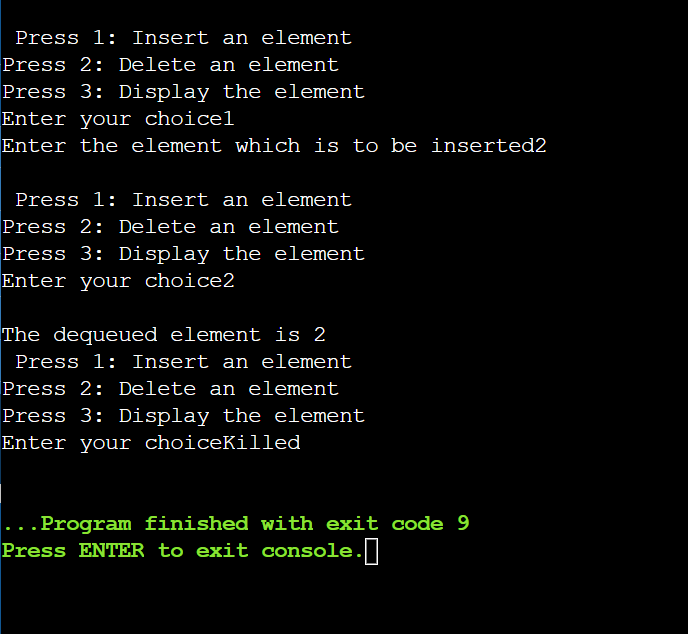 Press 1: Insert an element
Press 2: Delete an element
Press 3: Display the element
Enter your choice1
Enter the element which is to be inserted2
Press 1: Insert an element
Press 2: Delete an element
Press 3: Display the element
Enter your choice2
The dequeued element is 2
Press 1: Insert an element
Press 2: Delete an element
Press 3: Display the element
Enter your choiceKilled
...Program finished with exit code 9
Press ENTER to exit console.